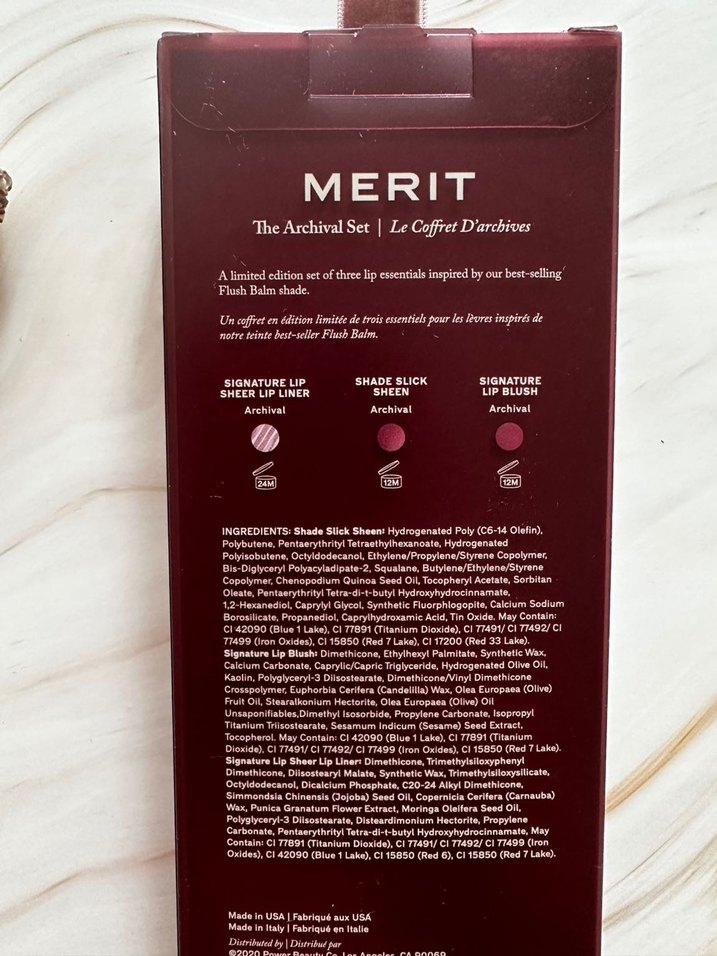 MERIT
The Archival Set | Le Coffret D'archives
A limited edition set of three lip essentials inspired by our best-selling
Flush Balm shade.
Un coffret en édition limitée de trois essentiels pour les lèvres inspirés de
notre teinte best-seller Flush Balm.
SIGNATURE LIP
SHEER LIP LINER
Archival
24M
SHADE SLICK
SHEEN
Archival
12M
SIGNATURE
LIP BLUSH
Archival
12M
INGREDIENTS: Shade Slick Sheen: Hydrogenated Poly (C6-14 Olefin),
Polybutene, Pentaerythrityl Tetraethylhexanoate, Hydrogenated
Polyisobutene, Octyldodecanol, Ethylene/Propylene/Styrene Copolymer,
Bis-Diglyceryl Polyacyladipate-2, Squalane, Butylene/Ethylene/Styrene
Copolymer, Chenopodium Quinoa Seed Oil, Tocopheryl Acetate, Sorbitan
Oleate, Pentaerythrityl Tetra-di-t-butyl Hydroxyhydrocinnamate,
1,2-Hexanediol, Caprylyl Glycol, Synthetic Fluorphlogopite, Calcium Sodium
Borosilicate, Propanediol, Caprylhydroxamic Acid, Tin Oxide. May Contain:
CI 42090 (Blue 1 Lake), CI 77891 (Titanium Dioxide), CI 77491/ CI 77492/ CI
77499 (Iron Oxides), CI 15850 (Red 7 Lake), CI 17200 (Red 33 Lake).
Signature Lip Blush: Dimethicone, Ethylhexyl Palmitate, Synthetic Wax,
Calcium Carbonate, Caprylic/Capric Triglyceride, Hydrogenated Olive Oil,
Kaolin, Polyglyceryl-3 Diisostearate, Dimethicone/Vinyl Dimethicone
Crosspolymer, Euphorbia Cerifera (Candelilla) Wax, Olea Europaea (Olive)
Fruit Oil, Stearalkonium Hectorite, Olea Europaea (Olive) Oil
Unsaponifiables,Dimethyl Isosorbide, Propylene Carbonate, Isopropyl
Titanium Triisostearate, Sesamum Indicum (Sesame) Seed Extract,
Tocopherol. May Contain: CI 42090 (Blue 1 Lake), CI 77891 (Titanium
Dioxide), CI 77491/ CI 77492/ CI 77499 (Iron Oxides), CI 15850 (Red 7 Lake).
Signature Lip Sheer Lip Liner: Dimethicone, Trimethylsiloxyphenyl
Dimethicone, Diisostearyl Malate, Synthetic Wax, Trimethylsiloxysilicate,
Octyldodecanol, Dicalcium Phosphate, C20-24 Alkyl Dimethicone,
Simmondsia Chinensis (Jojoba) Seed Oil, Copernicia Cerifera (Carnauba)
Wax, Punica Granatum Flower Extract, Moringa Oleifera Seed Oil,
Polyglyceryl-3 Diisostearate, Disteardimonium Hectorite, Propylene
Carbonate, Pentaerythrityl Tetra-di-t-butyl Hydroxyhydrocinnamate, May
Contain: CI 77891 (Titanium Dioxide), CI 77491/ CI 77492/ CI 77499 (Iron
Oxides), CI 42090 (Blue 1 Lake), CI 15850 (Red 6), CI 15850 (Red 7 Lake).
Made in USA | Fabriqué aux USA
Made in Italy | Fabriqué en Italie
Distributed by | Distribué par
©2020 Power Beauty Co. Los Angeles, CA 90069